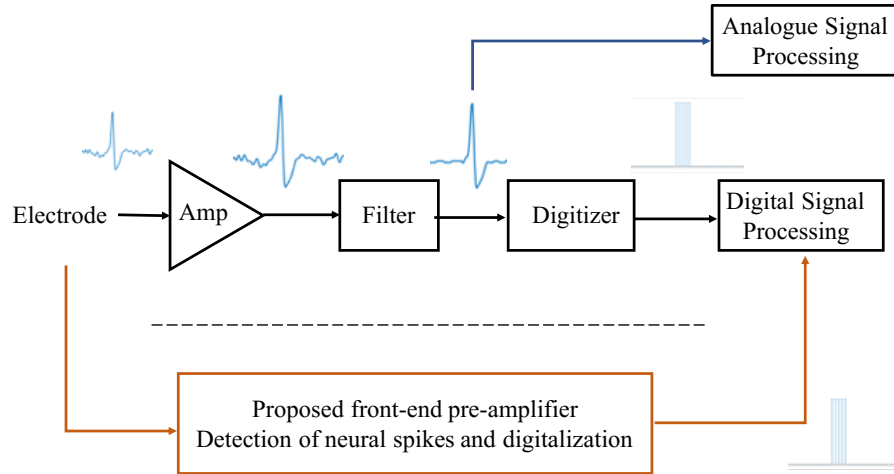 Analogue Signal
Processing
Electrode
Amp
Filter
Digitizer
Digital Signal
Processing
Proposed front-end pre-amplifier
Detection of neural spikes and digitalization